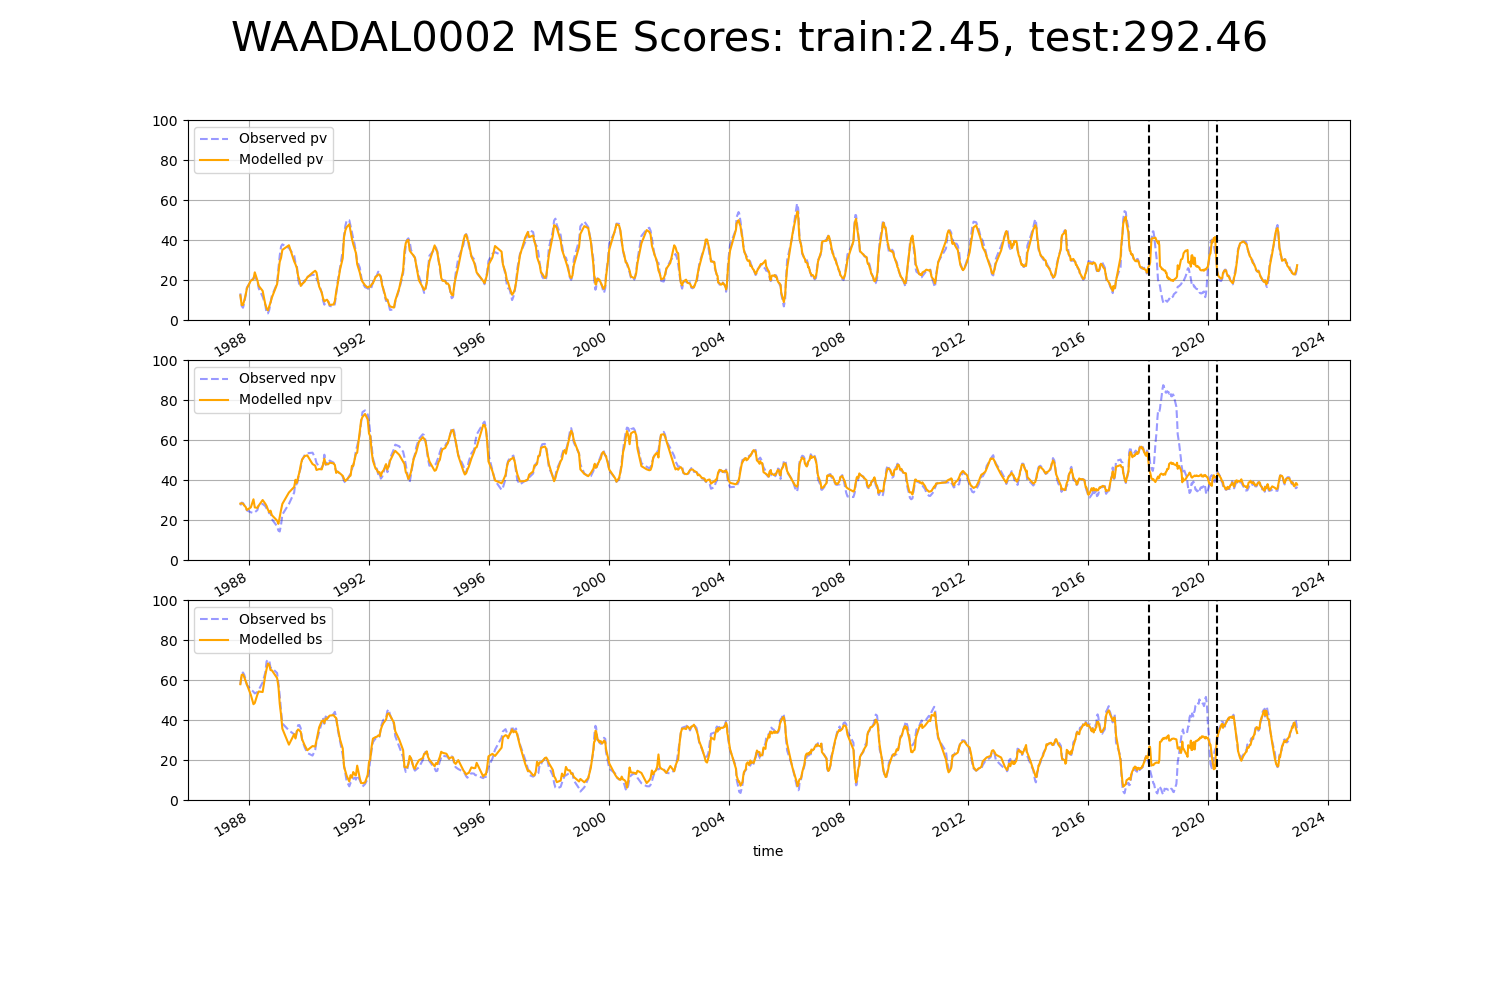 WAADAL0002 MSE Scores: train:2.45, test:292.46
100
80
60
40
20
0
Observed pv
Modelled pv
1988 1992 1996 2000 2004 2008 2012 2016 2020 2024
100
80
60
40
20
0
Observed npv
Modelled npv
1988 1992 1996 2000 2004 2008 2012 2016 2020 2024
100
80
60
40
20
0
Observed bs
Modelled bs
1988 1992 1996 2000 2004 2008 2012 2016 2020 2024
time